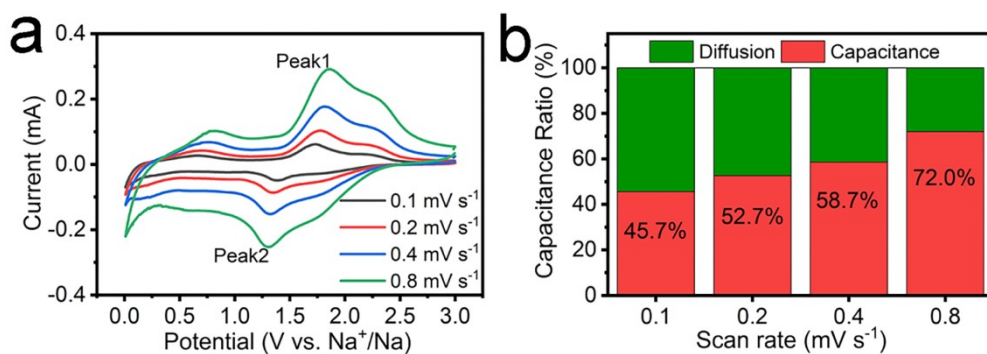 a
0.4
0.2
0.0
-0.2
-0.4
Current (mA)
Peak1
Peak2
0.1 mV s⁻¹
0.2 mV s⁻¹
0.4 mV s⁻¹
0.8 mV s⁻¹
0.0 0.5 1.0 1.5 2.0 2.5 3.0
Potential (V vs. Na⁺/Na)
b
Diffusion Capacitance
100
80
60
40
20
0
Capacitance Ratio (%)
45.7% 52.7% 58.7% 72.0%
0.1 0.2 0.4 0.8
Scan rate (mV s⁻¹)